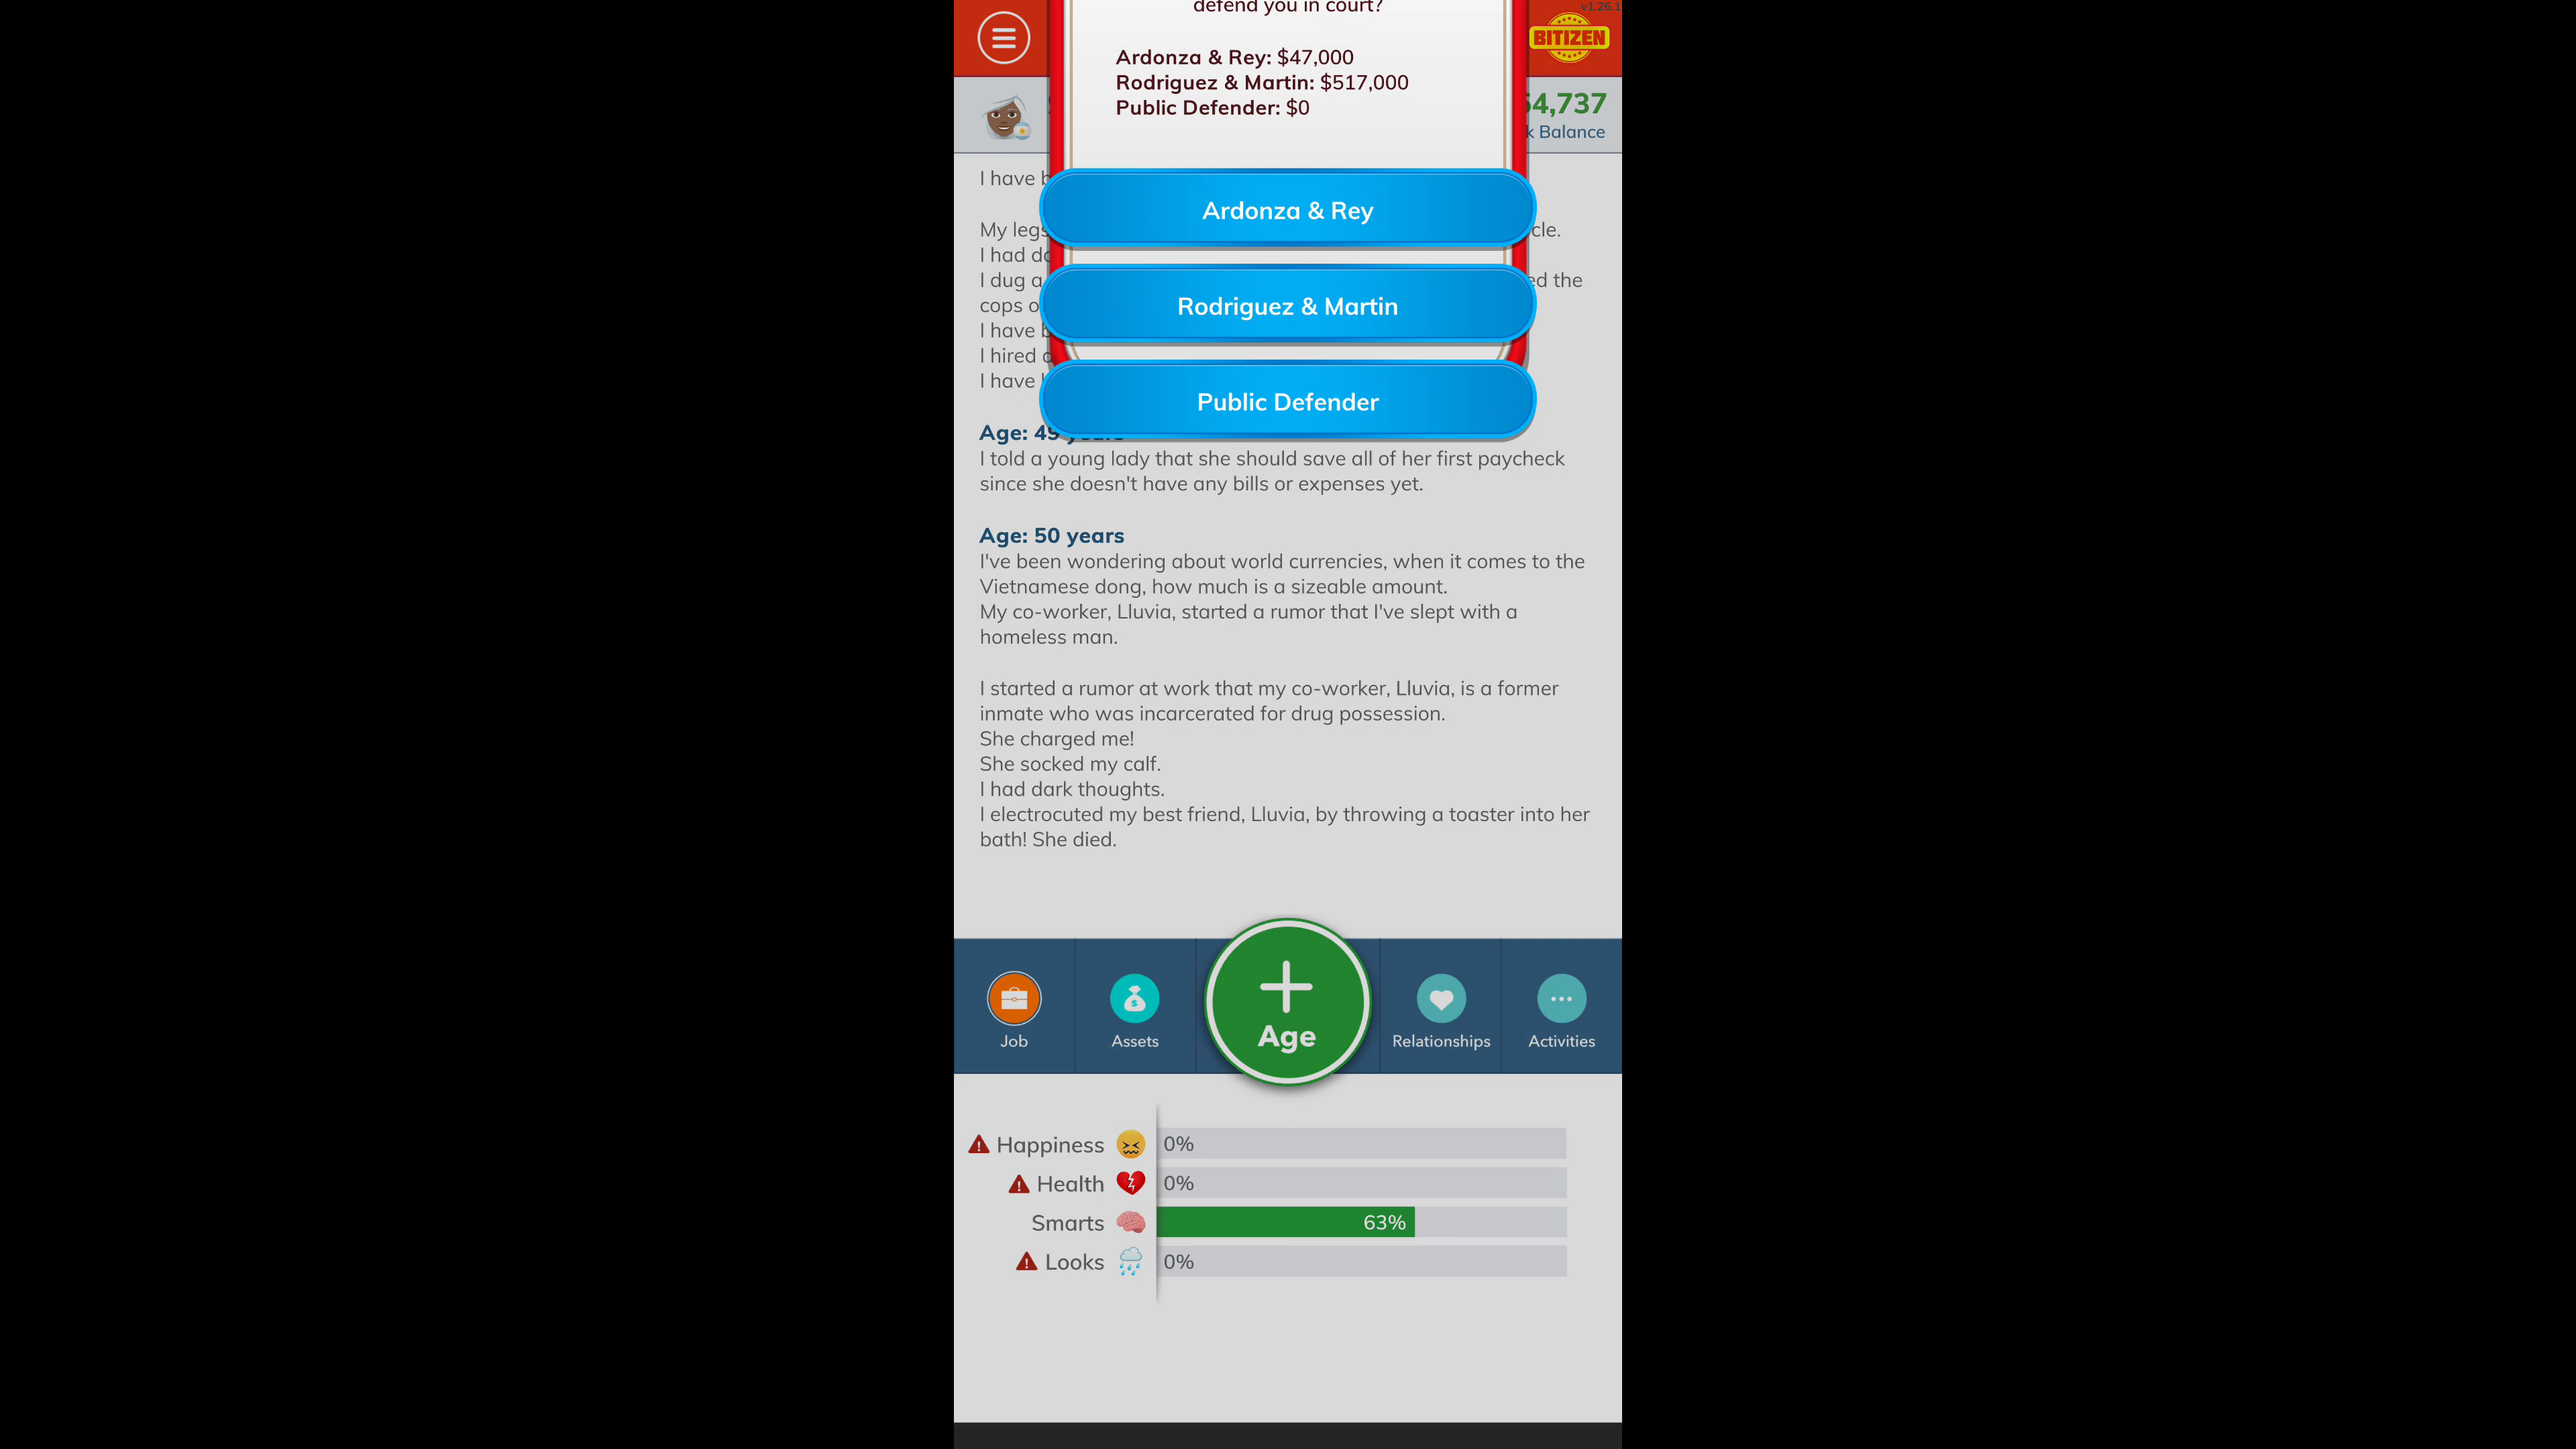 defend you in court?
v1.26.1
BITIZEN
Ardonza & Rey: $47,000
Rodriguez & Martin: $517,000
Public Defender: $0
54,737
Balance
I have
Ardonza & Rey
My legs
I had
I dug a
the
cops
Rodriguez & Martin
I have
I hired
I have
Public Defender
Age: 49 years
I told a young lady that she should save all of her first paycheck
since she doesn't have any bills or expenses yet.
Age: 50 years
I've been wondering about world currencies, when it comes to the
Vietnamese dong, how much is a sizeable amount.
My co-worker, Lluvia, started a rumor that I've slept with a
homeless man.
I started a rumor at work that my co-worker, Lluvia, is a former
inmate who was incarcerated for drug possession.
She charged me!
She socked my calf.
I had dark thoughts.
I electrocuted my best friend, Lluvia, by throwing a toaster into her
bath! She died.
Job
Assets
Age
Relationships
Activities
Happiness 0%
Health 0%
Smarts 63%
Looks 0%